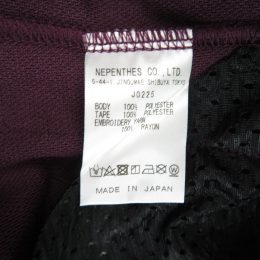 NEPENTHES CO., LTD.
5-44-1, JINGUMAE SHIBUYA TOKYO
J0225
BODY 100% POLYESTER
TAPE 100% POLYESTER
EMBROIDERY YARN
100% RAYON
MADE IN JAPAN